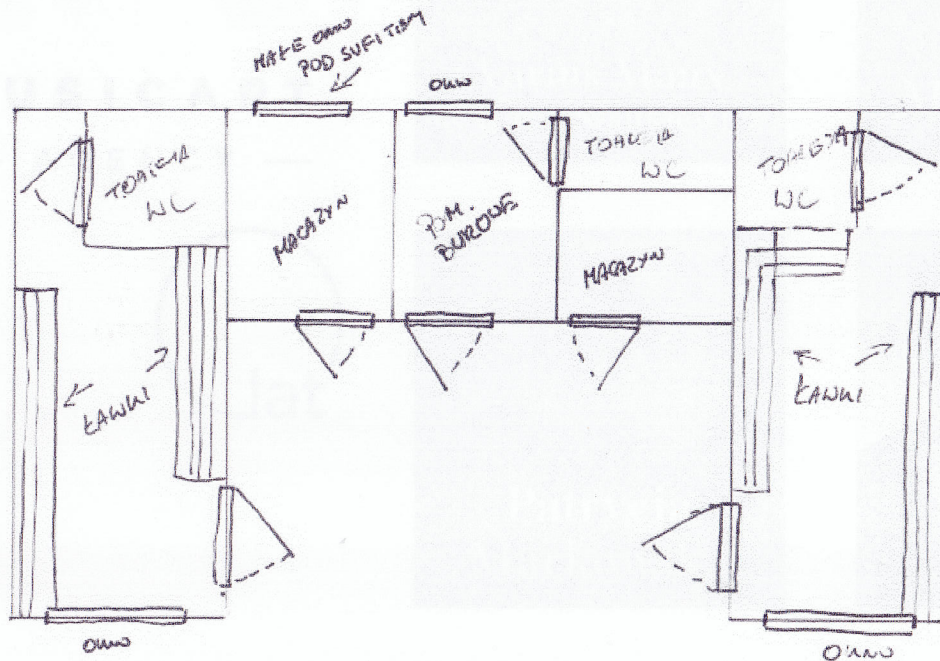 MAŁE OKNO
POD SUFITEM
OKNO
TOALETA
WC
MAGAZYN
POM.
BIUROWE
TOALETA
WC
MAGAZYN
TOALETA
WC
ŁAWKI
ŁAWKI
OKNO
OKNO